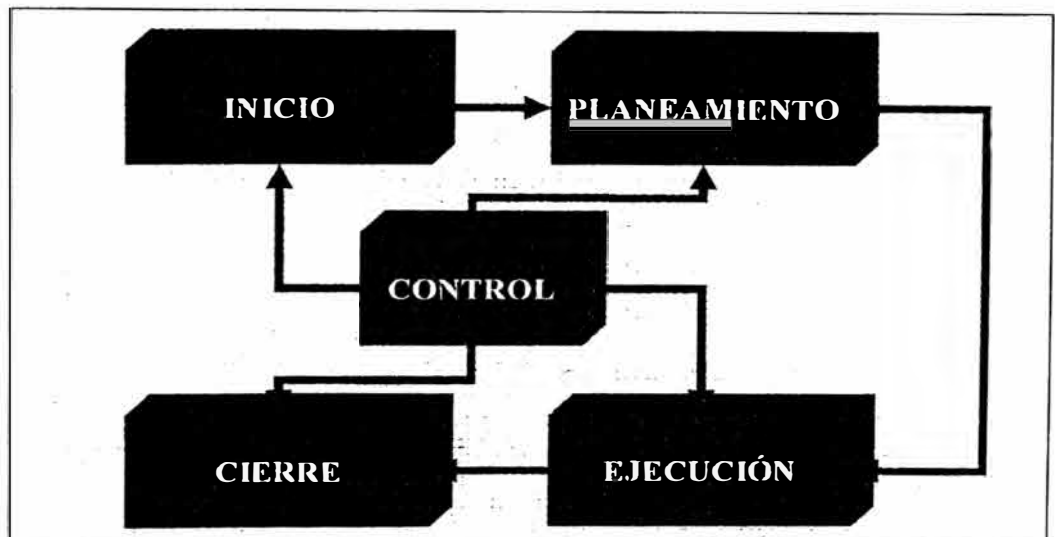 INICIO
PLANEAMIENTO
CONTROL
CIERRE
EJECUCIÓN